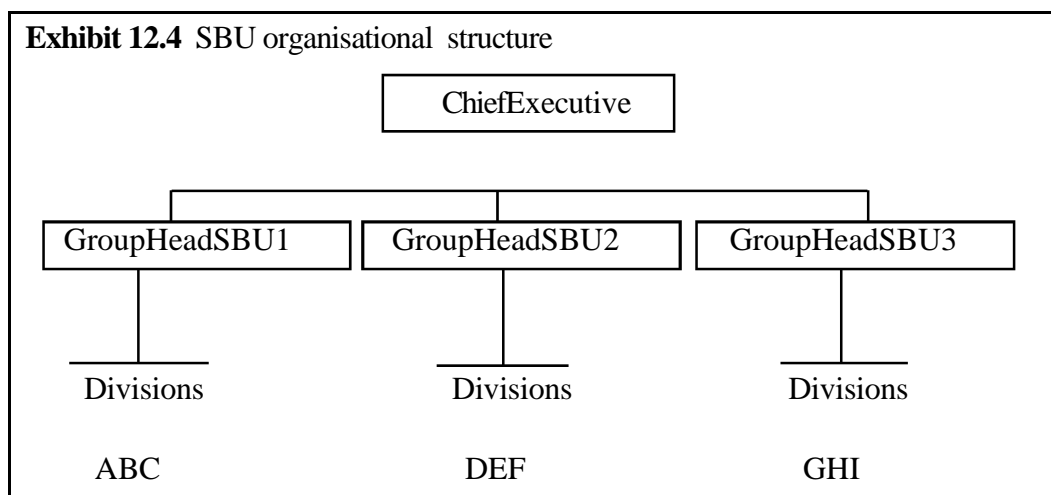 Exhibit 12.4 SBU organisational structure
ChiefExecutive
GroupHeadSBU1 GroupHeadSBU2 GroupHeadSBU3
Divisions Divisions Divisions
ABC DEF GHI